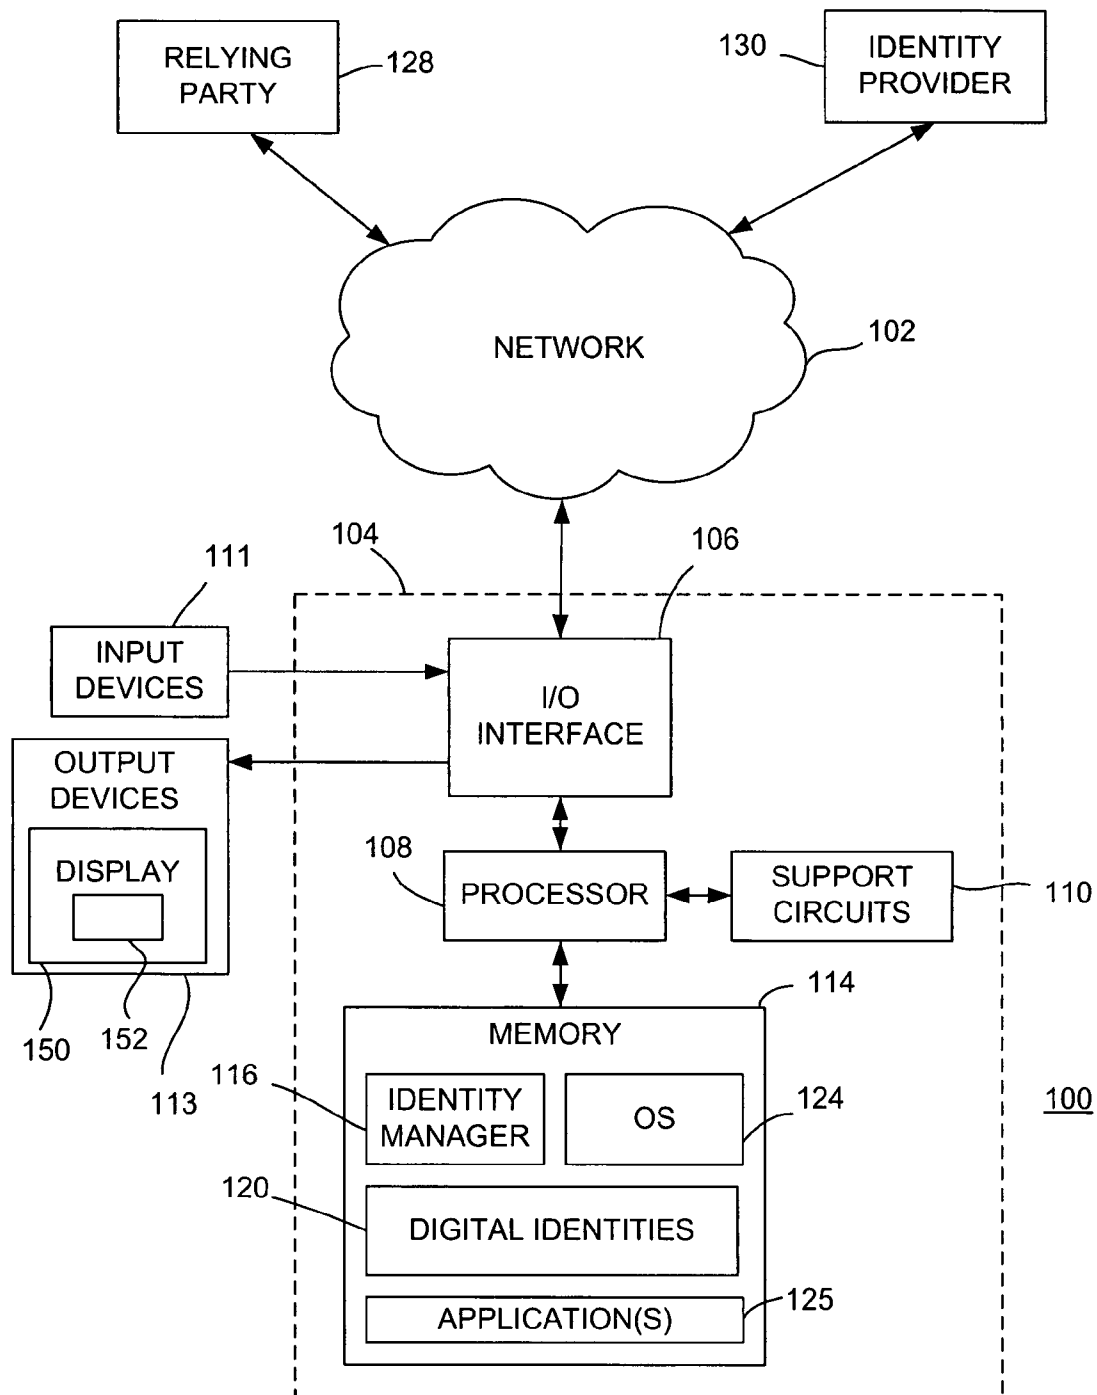 RELYING
PARTY
128
130
IDENTITY
PROVIDER
NETWORK
102
104
106
111
INPUT
DEVICES
I/O
INTERFACE
OUTPUT
DEVICES
DISPLAY
108
PROCESSOR
SUPPORT
CIRCUITS
110
150
152
113
114
MEMORY
116
IDENTITY
MANAGER
OS
124
100
120
DIGITAL IDENTITIES
APPLICATION(S)
125